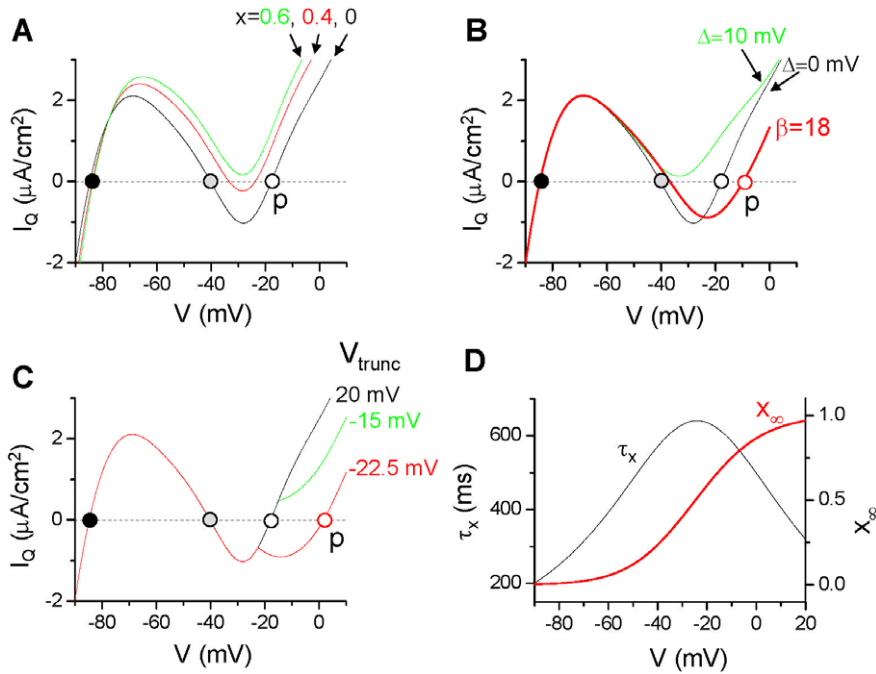 A
x=0.6, 0.4, 0
I_Q (μA/cm²)
2
0
-2
p
-80 -60 -40 -20 0
V (mV)
B
Δ=10 mV
Δ=0 mV
β=18
I_Q (μA/cm²)
2
0
-2
p
-80 -60 -40 -20 0
V (mV)
C
V_trunc
20 mV
-15 mV
-22.5 mV
I_Q (μA/cm²)
2
0
-2
p
-80 -60 -40 -20 0
V (mV)
D
X_∞
τ_x
τ_x (ms)
600
400
200
1.0
0.5
0.0
X_∞
-80 -60 -40 -20 0 20
V (mV)